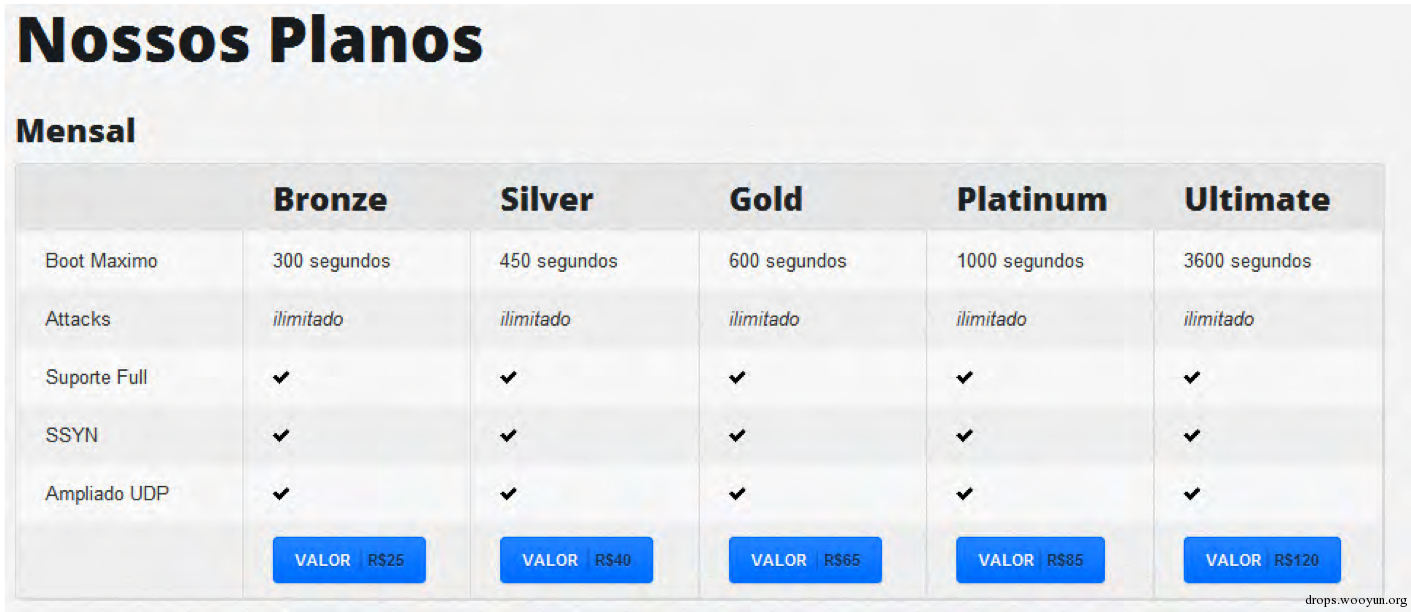 Nossos Planos
Mensal
Bronze Silver Gold Platinum Ultimate
Boot Maximo 300 segundos 450 segundos 600 segundos 1000 segundos 3600 segundos
Attacks ilimitado ilimitado ilimitado ilimitado ilimitado
Suporte Full
SSYN
Ampliado UDP
VALOR R$25 VALOR R$40 VALOR R$65 VALOR R$85 VALOR R$120
drops.wooyun.org